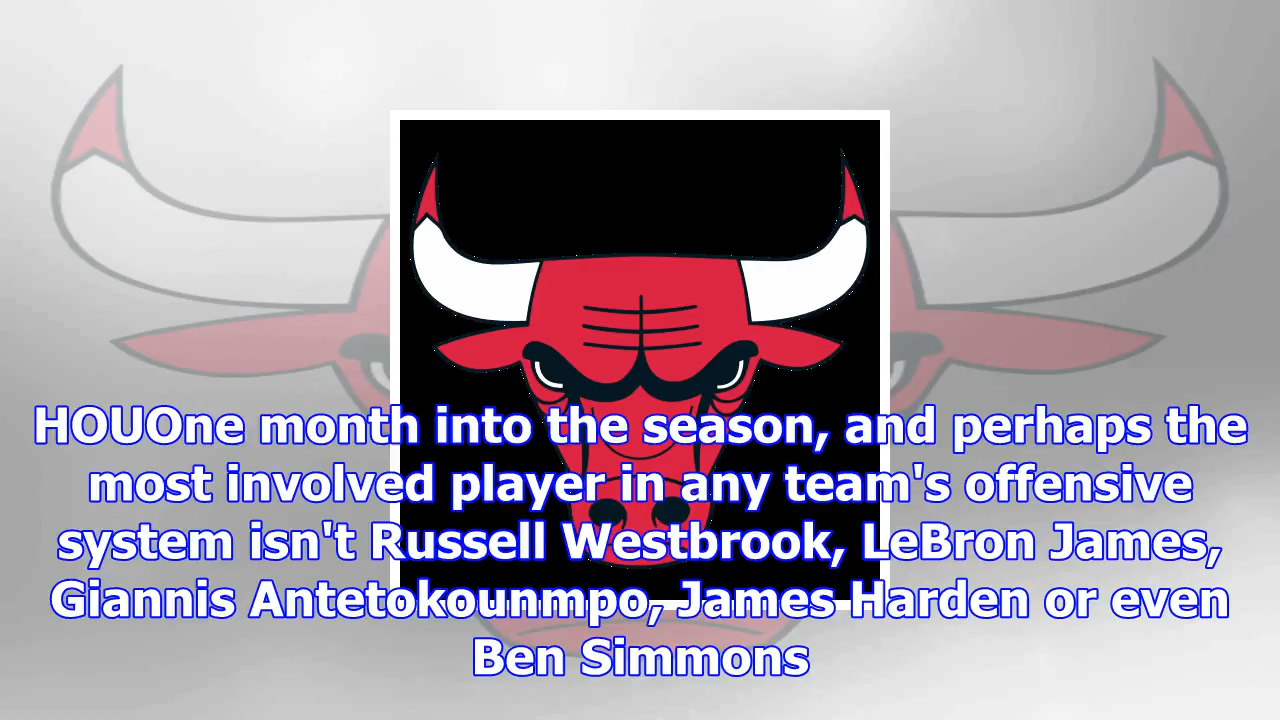 HOUOne month into the season, and perhaps the
most involved player in any team's offensive
system isn't Russell Westbrook, LeBron James,
Giannis Antetokounmpo, James Harden or even
Ben Simmons